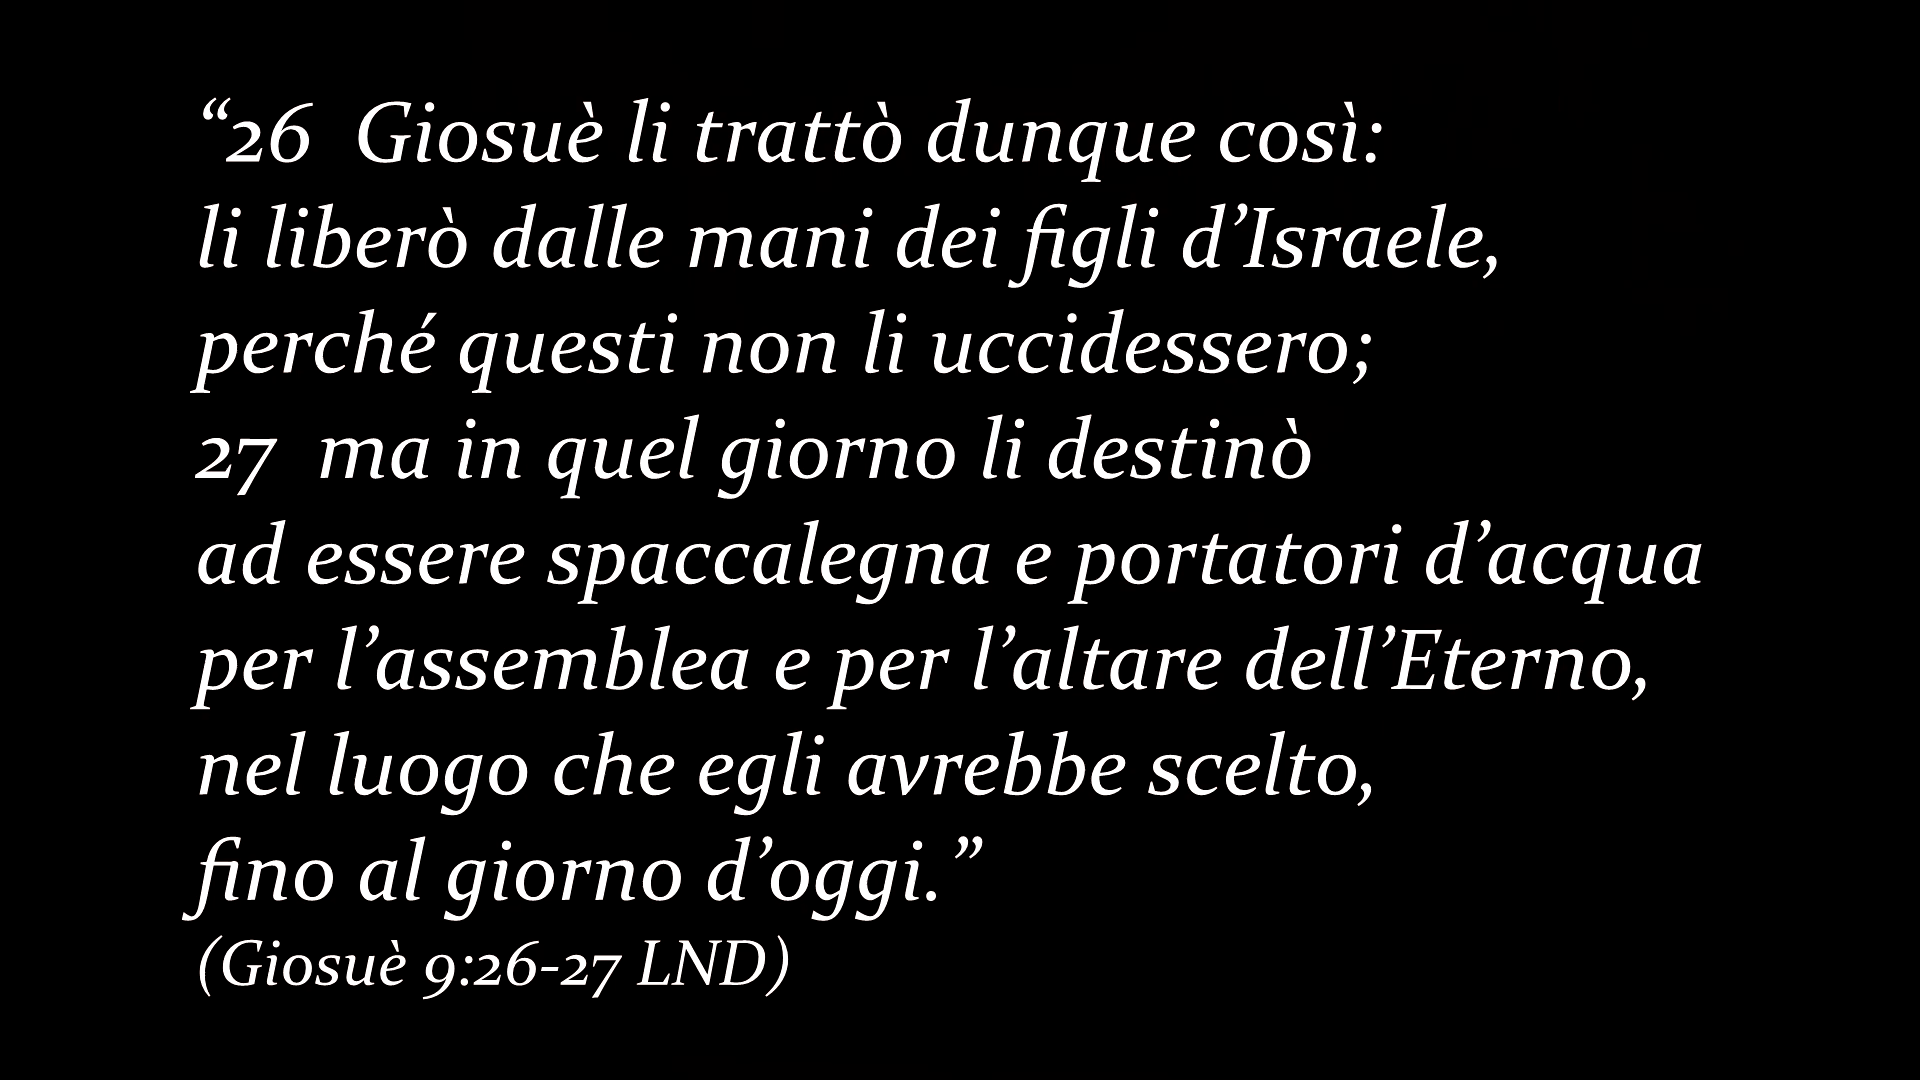 “26  Giosuè li trattò dunque così:
li liberò dalle mani dei figli d’Israele,
perché questi non li uccidessero;
27  ma in quel giorno li destinò
ad essere spaccalegna e portatori d’acqua
per l’assemblea e per l’altare dell’Eterno,
nel luogo che egli avrebbe scelto,
fino al giorno d’oggi.”
(Giosuè 9:26-27 LND)